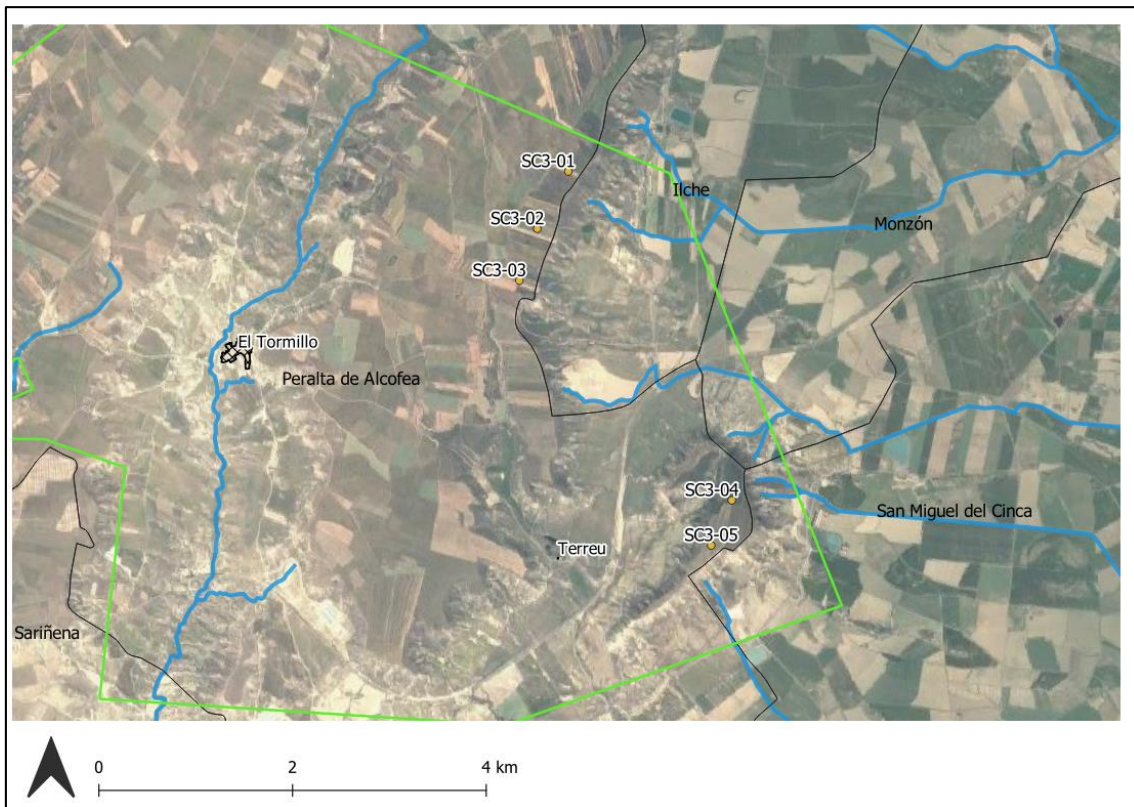 SC3-01
Ilche
SC3-02
Monzón
SC3-03
El Tormillo
Peralta de Alcofea
SC3-04
San Miguel del Cinca
SC3-05
Terreu
Sariñena
0 2 4 km